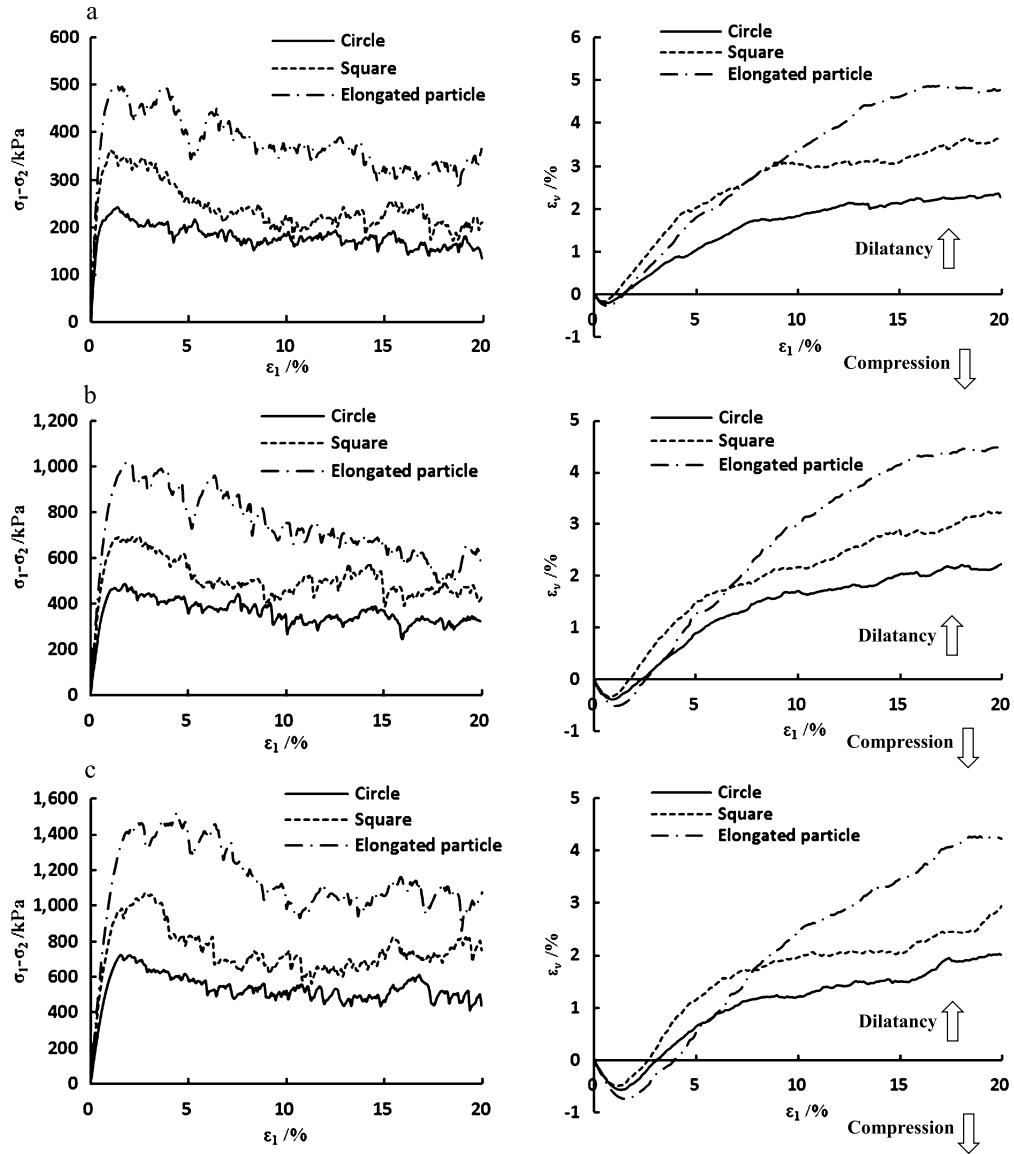 a
600
500
400
300
200
100
0
σ1-σ2 /kPa
Circle
Square
Elongated particle
0 5 10 15 20
ε1 /%
6
5
4
3
2
1
0
-1
εv /%
Circle
Square
Elongated particle
Dilatancy
0 5 10 15 20
ε1 /%
Compression
b
1,200
1,000
800
600
400
200
0
σ1-σ2 /kPa
Circle
Square
Elongated particle
0 5 10 15 20
ε1 /%
5
4
3
2
1
0
-1
εv /%
Circle
Square
Elongated particle
Dilatancy
0 5 10 15 20
ε1 /%
Compression
c
1,600
1,400
1,200
1,000
800
600
400
200
0
σ1-σ2 /kPa
Circle
Square
Elongated particle
0 5 10 15 20
ε1 /%
5
4
3
2
1
0
-1
εv /%
Circle
Square
Elongated particle
Dilatancy
0 5 10 15 20
ε1 /%
Compression